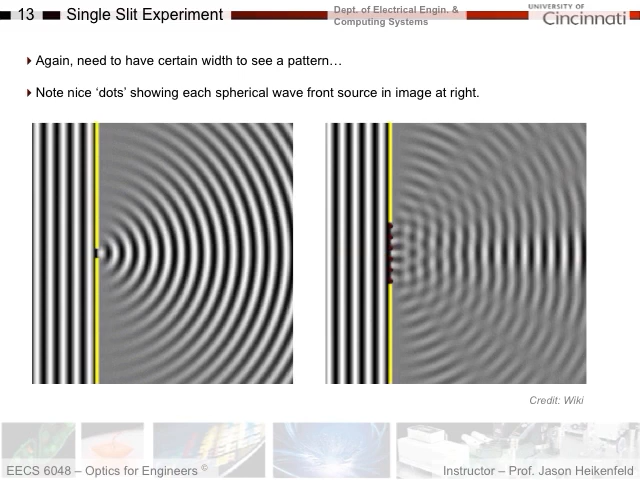 13 Single Slit Experiment
Dept. of Electrical Engin. &
Computing Systems
UNIVERSITY OF
Cincinnati
Again, need to have certain width to see a pattern…
Note nice ‘dots’ showing each spherical wave front source in image at right.
Credit: Wiki
EECS 6048 – Optics for Engineers ©
Instructor – Prof. Jason Heikenfeld